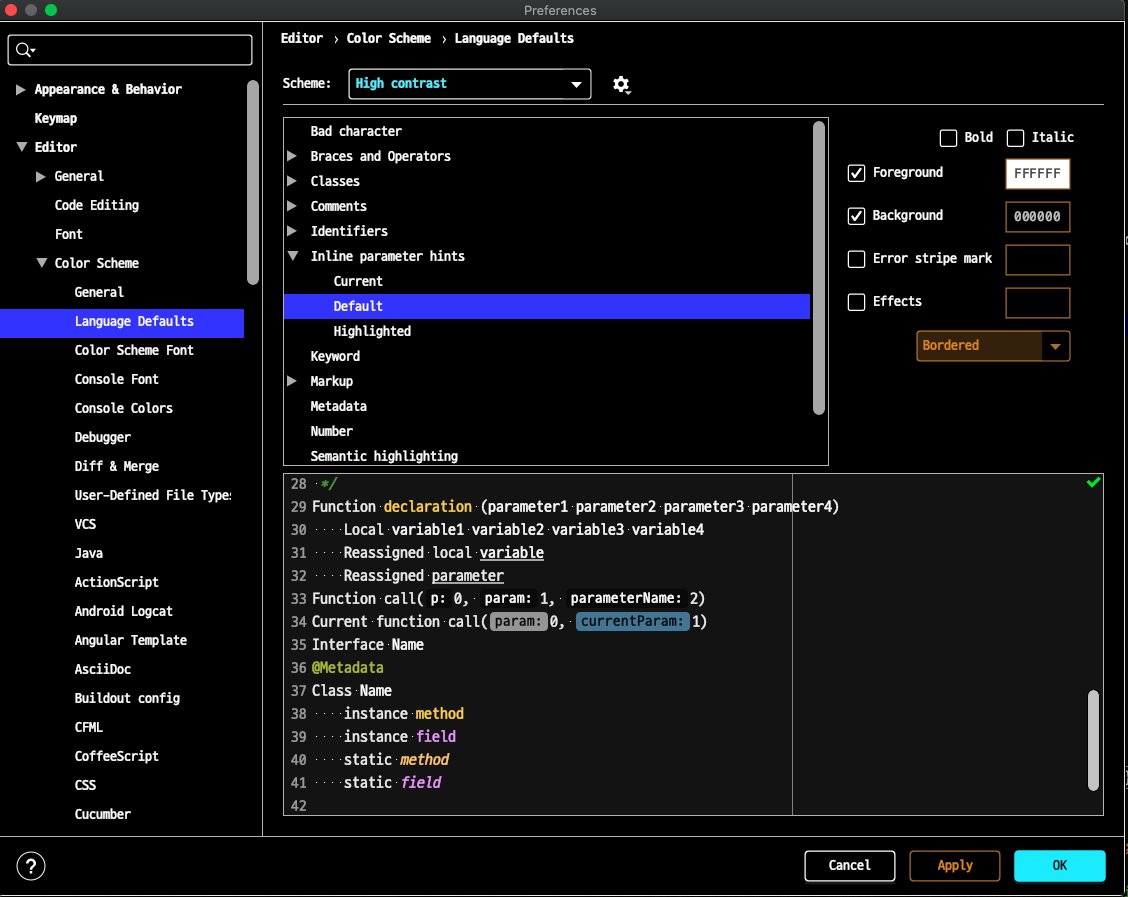 Preferences
Editor › Color Scheme › Language Defaults
Scheme: High contrast
Appearance & Behavior
Keymap
Editor
General
Code Editing
Font
Color Scheme
General
Language Defaults
Color Scheme Font
Console Font
Console Colors
Debugger
Diff & Merge
User-Defined File Types
VCS
Java
ActionScript
Android Logcat
Angular Template
AsciiDoc
Buildout config
CFML
CoffeeScript
CSS
Cucumber
Bad character
Braces and Operators
Classes
Comments
Identifiers
Inline parameter hints
Current
Default
Highlighted
Keyword
Markup
Metadata
Number
Semantic highlighting
Bold Italic
Foreground FFFFFF
Background 000000
Error stripe mark
Effects
Bordered
28 */
29 Function declaration (parameter1 parameter2 parameter3 parameter4)
30 ····Local variable1 variable2 variable3 variable4
31 ····Reassigned local variable
32 ····Reassigned parameter
33 Function call( p: 0, param: 1, parameterName: 2)
34 Current function call( param: 0, currentParam: 1)
35 Interface Name
36 @Metadata
37 Class Name
38 ····instance method
39 ····instance field
40 ····static method
41 ····static field
42
? Cancel Apply OK